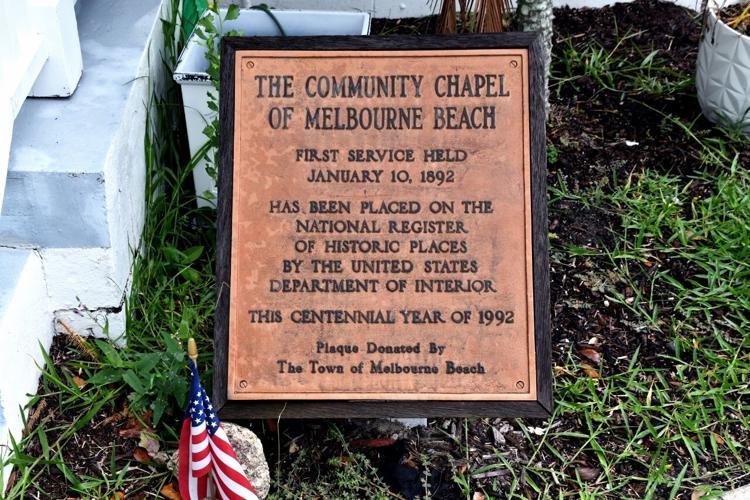 THE COMMUNITY CHAPEL
OF MELBOURNE BEACH
FIRST SERVICE HELD
JANUARY 10, 1892
HAS BEEN PLACED ON THE
NATIONAL REGISTER
OF HISTORIC PLACES
BY THE UNITED STATES
DEPARTMENT OF INTERIOR
THIS CENTENNIAL YEAR OF 1992
Plaque Donated By
The Town of Melbourne Beach